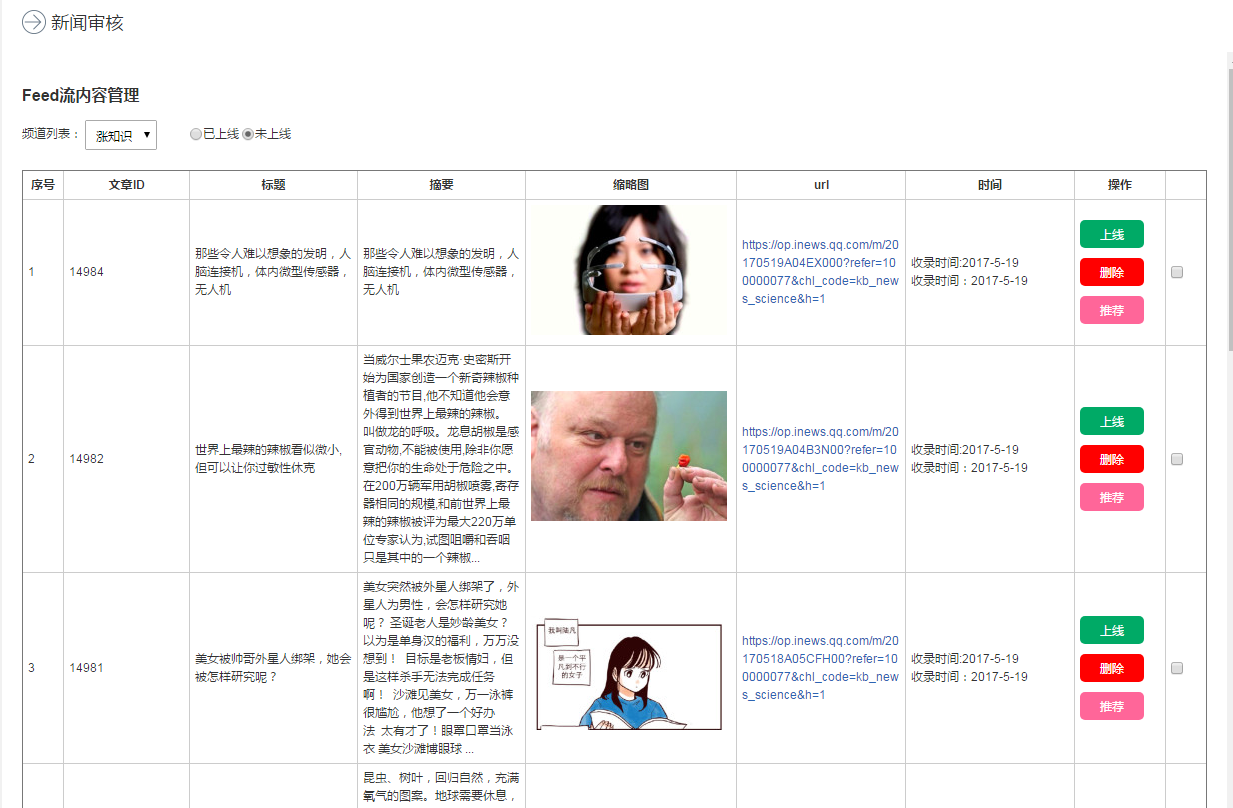 新闻审核
Feed流内容管理
频道列表： 涨知识 已上线 未上线
序号 文章ID 标题 摘要 缩略图 url 时间 操作
1
14984
那些令人难以想象的发明，人
脑连接机，体内微型传感器，
无人机
那些令人难以想象的发明，人
脑连接机，体内微型传感器，
无人机
https://op.inews.qq.com/m/20
170519A04EX000?refer=10
0000077&chl_code=kb_new
s_science&h=1
收录时间:2017-5-19
收录时间：2017-5-19
上线
删除
推荐
2
14982
世界上最辣的辣椒看似微小,
但可以让你过敏性休克
当威尔士果农迈克·史密斯开
始为国家创造一个新奇辣椒种
植者的节目,他不知道他会意
外得到世界上最辣的辣椒。
叫做龙的呼吸。龙息胡椒是感
官动物,不能被使用,除非你愿
意把你的生命处于危险之中。
在200万辆军用胡椒喷雾,寄存
器相同的规模,和前世界上最
辣的辣椒被评为最大220万单
位专家认为,试图咀嚼和吞咽
只是其中的一个辣椒...
https://op.inews.qq.com/m/20
170519A04B3N00?refer=10
0000077&chl_code=kb_new
s_science&h=1
收录时间:2017-5-19
收录时间：2017-5-19
上线
删除
推荐
3
14981
美女被帅哥外星人绑架，她会
被怎样研究呢？
美女突然被外星人绑架了，外
星人为男性，会怎样研究她
呢？ 圣诞老人是妙龄美女？
以为是单身汉的福利，万万没
想到！ 目标是老板情妇，但
是这样杀手无法完成任务
啊！ 沙滩见美女，万一泳裤
很尴尬，他想了一个好办
法 太有才了！眼罩口罩当泳
衣 美女沙滩博眼球 ...
我叫陆凡
是一个平
凡到不行
的女子
https://op.inews.qq.com/m/20
170518A05CFH00?refer=10
0000077&chl_code=kb_new
s_science&h=1
收录时间:2017-5-19
收录时间：2017-5-19
上线
删除
推荐
昆虫、树叶，回归自然，充满
氧气的图案。地球需要休息，